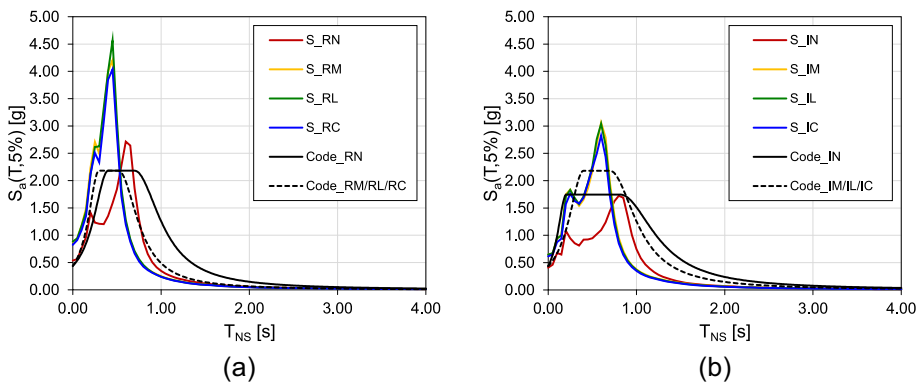 5.00
4.50
4.00
3.50
3.00
2.50
2.00
1.50
1.00
0.50
0.00
Sa(T,5%) [g]
0.00 1.00 2.00 3.00 4.00
TNS [s]
S_RN
S_RM
S_RL
S_RC
Code_RN
Code_RM/RL/RC
(a)
5.00
4.50
4.00
3.50
3.00
2.50
2.00
1.50
1.00
0.50
0.00
Sa(T,5%) [g]
0.00 1.00 2.00 3.00 4.00
TNS [s]
S_IN
S_IM
S_IL
S_IC
Code_IN
Code_IM/IL/IC
(b)